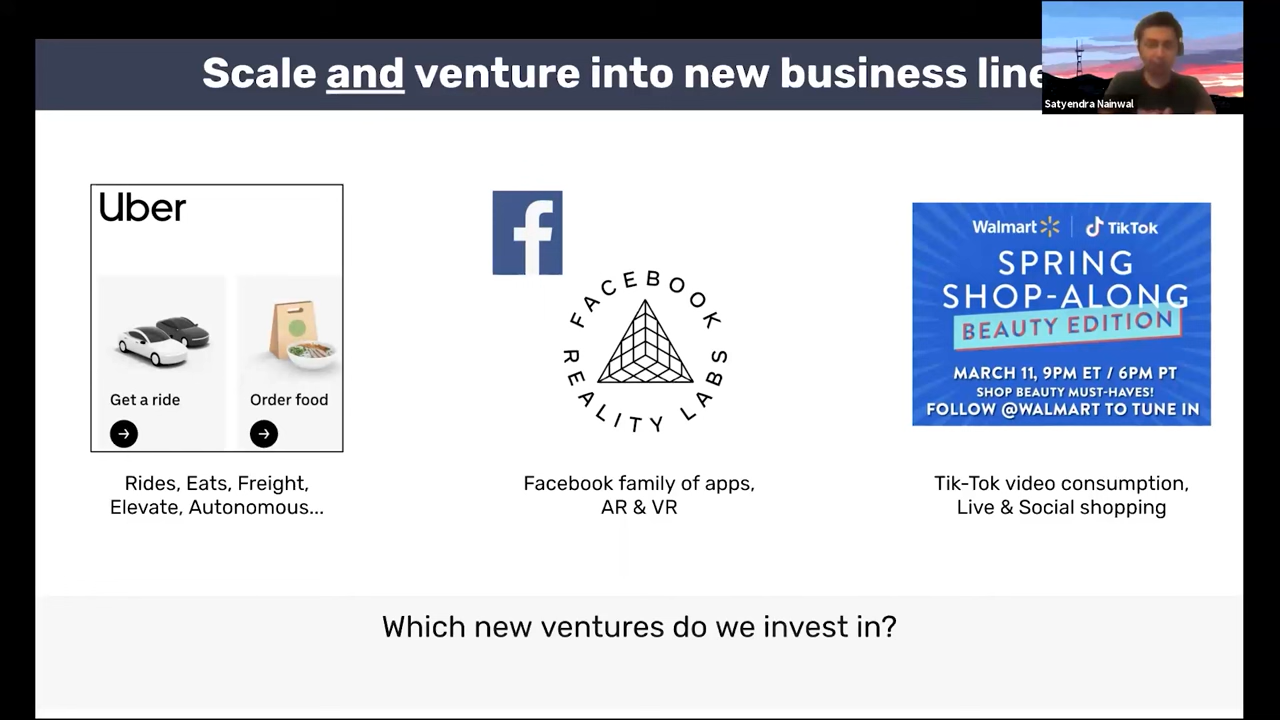 Scale and venture into new business line
Satyendra Nainwal
Uber
Get a ride
Order food
Rides, Eats, Freight,
Elevate, Autonomous...
f
FACEBOOK
REALITY LABS
Facebook family of apps,
AR & VR
Walmart | TikTok
SPRING
SHOP-ALONG
BEAUTY EDITION
MARCH 11, 9PM ET / 6PM PT
SHOP BEAUTY MUST-HAVES!
FOLLOW @WALMART TO TUNE IN
Tik-Tok video consumption,
Live & Social shopping
Which new ventures do we invest in?